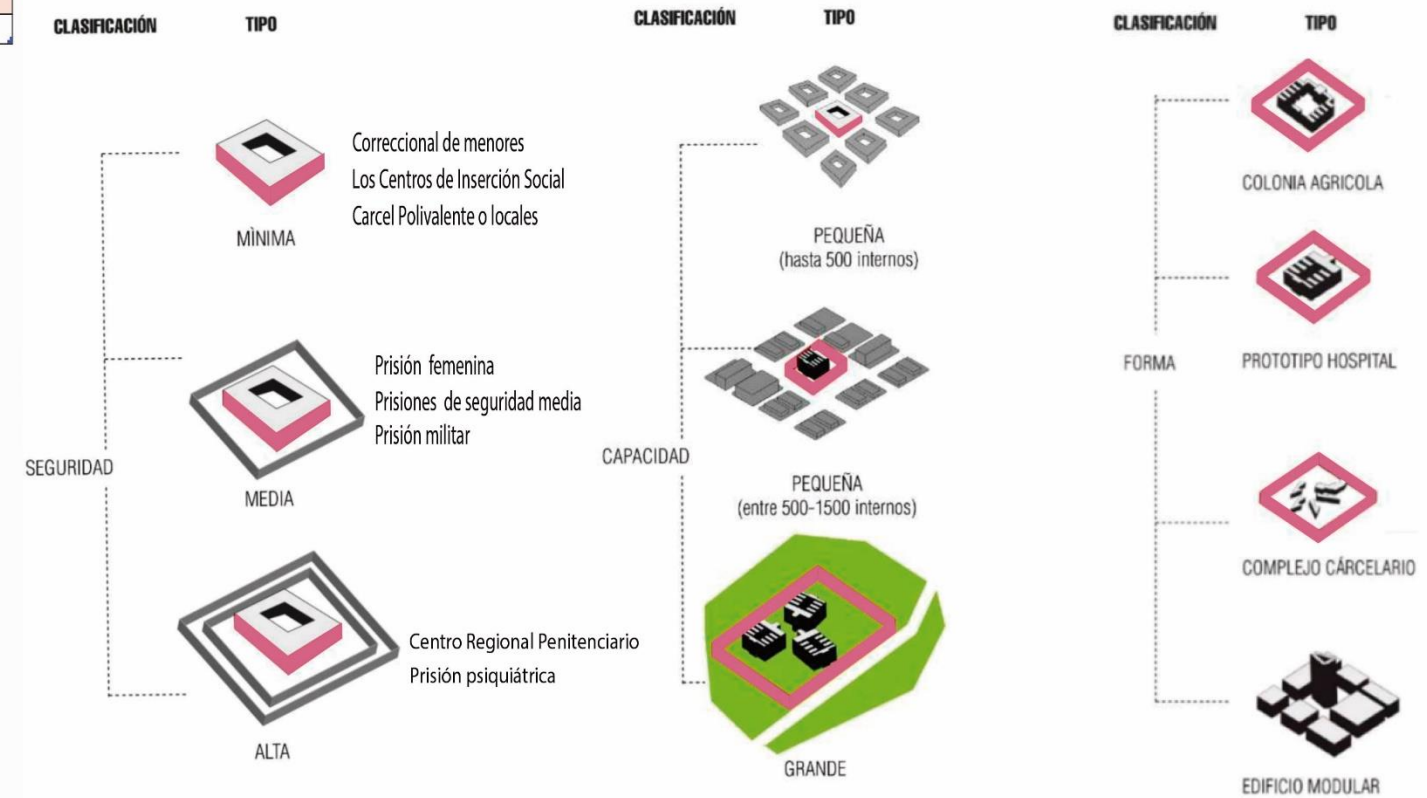 CLASIFICACIÓN TIPO
SEGURIDAD
MÌNIMA
Correccional de menores
Los Centros de Inserción Social
Carcel Polivalente o locales
MEDIA
Prisión femenina
Prisiones de seguridad media
Prisión militar
ALTA
Centro Regional Penitenciario
Prisión psiquiátrica
CLASIFICACIÓN TIPO
CAPACIDAD
PEQUEÑA
(hasta 500 internos)
PEQUEÑA
(entre 500-1500 internos)
GRANDE
CLASIFICACIÓN TIPO
FORMA
COLONIA AGRICOLA
PROTOTIPO HOSPITAL
COMPLEJO CÁRCELARIO
EDIFICIO MODULAR